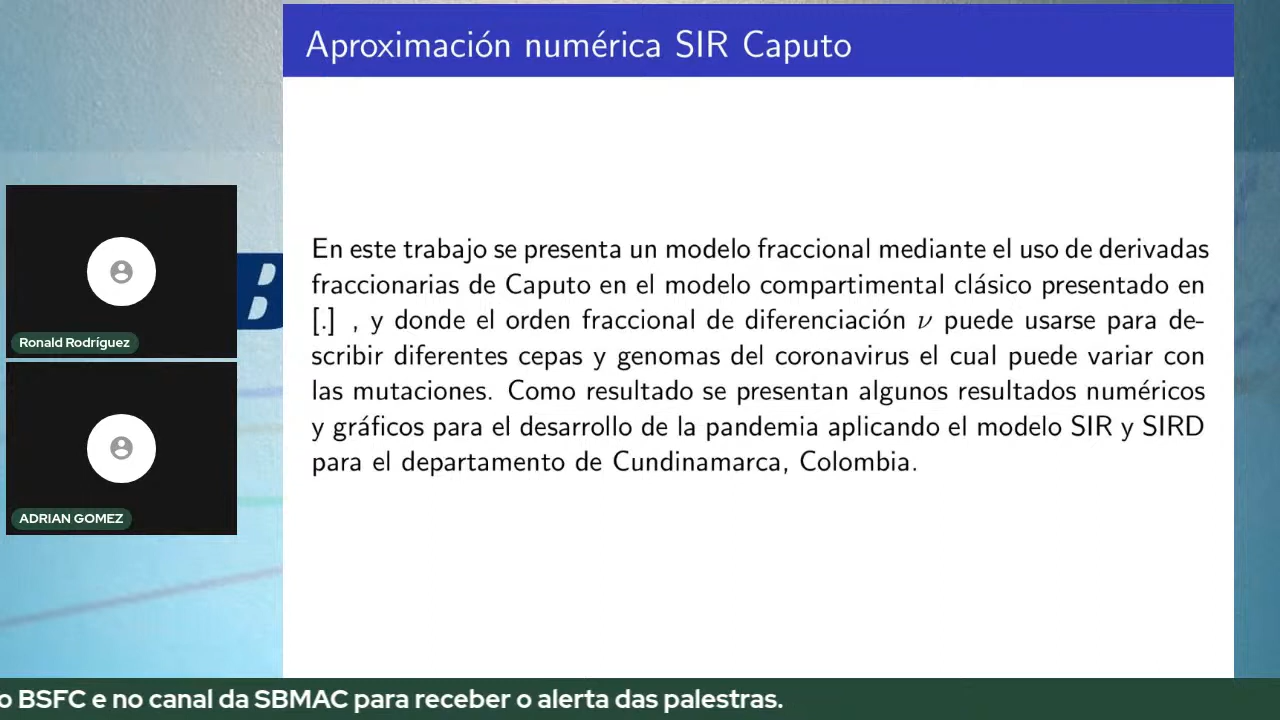 Aproximación numérica SIR Caputo
En este trabajo se presenta un modelo fraccional mediante el uso de derivadas
fraccionarias de Caputo en el modelo compartimental clásico presentado en
[.] , y donde el orden fraccional de diferenciación ν puede usarse para de-
scribir diferentes cepas y genomas del coronavirus el cual puede variar con
las mutaciones. Como resultado se presentan algunos resultados numéricos
y gráficos para el desarrollo de la pandemia aplicando el modelo SIR y SIRD
para el departamento de Cundinamarca, Colombia.
Ronald Rodríguez
B
ADRIAN GOMEZ
o BSFC e no canal da SBMAC para receber o alerta das palestras.